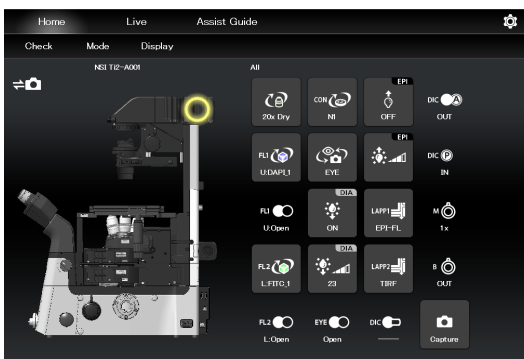 Home Live Assist Guide
Check Mode Display
NSI Ti2-A001
All
20x Dry
CON
N1
EPI
OFF
DIC A
OUT
FL1
U:DAPI_1
EYE
EPI
DIC P
IN
FL1
U:Open
DIA
ON
LAPP1
EPI-FL
M
1x
FL2
L:FITC_1
DIA
23
LAPP2
TIRF
B
OUT
FL2
L:Open
EYE
Open
DIC
Capture